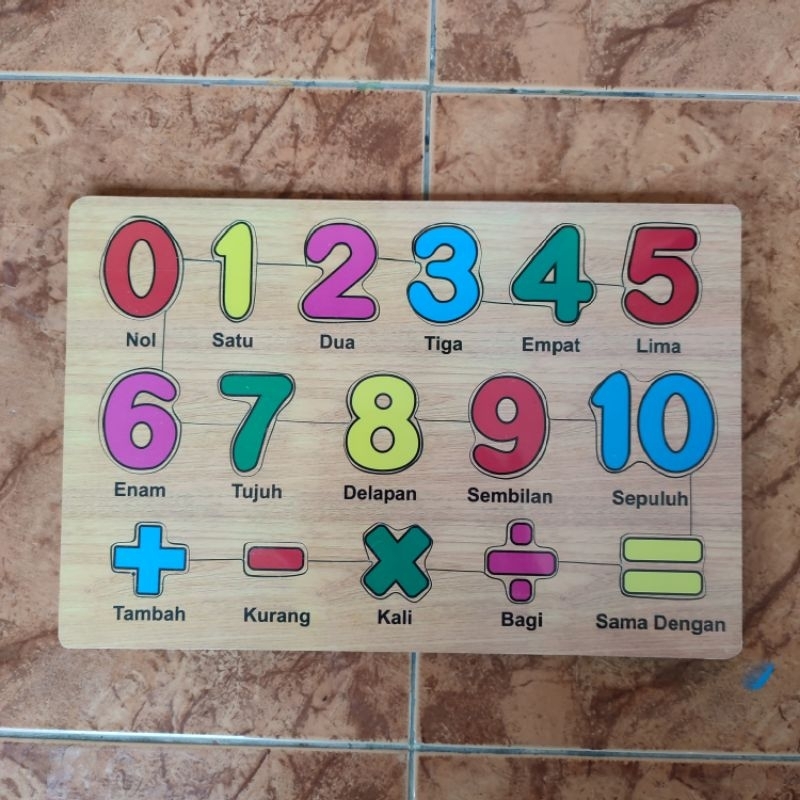 0 1 2 3 4 5
Nol Satu Dua Tiga Empat Lima
6 7 8 9 10
Enam Tujuh Delapan Sembilan Sepuluh
+ - × ÷ =
Tambah Kurang Kali Bagi Sama Dengan